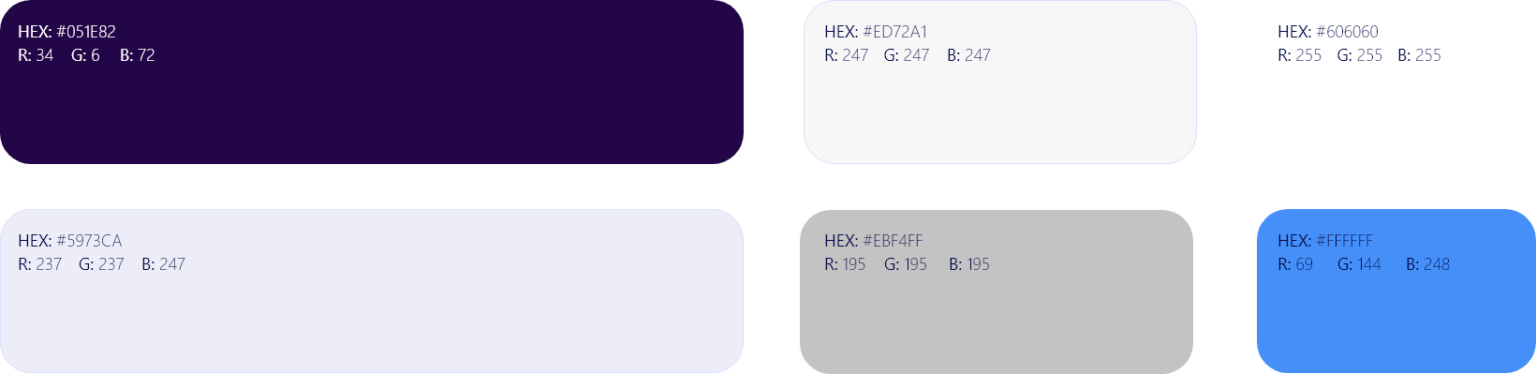 HEX: #051E82
R: 34 G: 6 B: 72
HEX: #ED72A1
R: 247 G: 247 B: 247
HEX: #606060
R: 255 G: 255 B: 255
HEX: #5973CA
R: 237 G: 237 B: 247
HEX: #EBF4FF
R: 195 G: 195 B: 195
HEX: #FFFFFF
R: 69 G: 144 B: 248